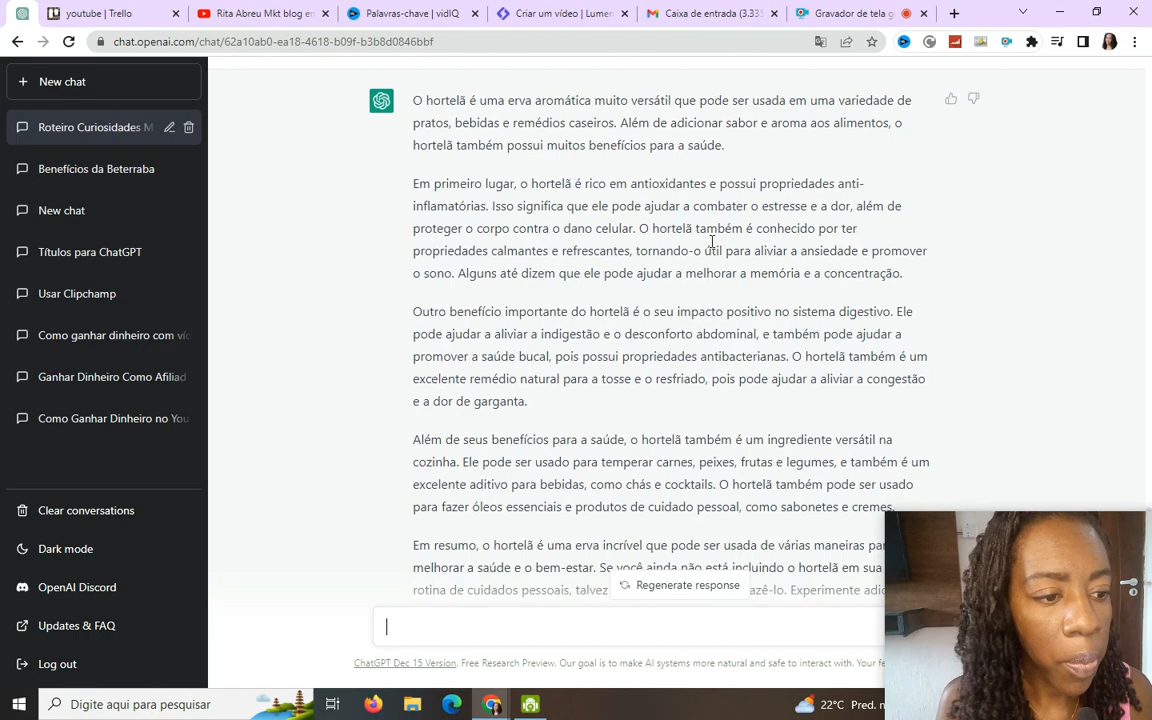 youtube | Trello
Rita Abreu Mkt blog en
Palavras-chave | vidIQ
Criar um vídeo | Lumen
Caixa de entrada (3.335
Gravador de tela g
chat.openai.com/chat/62a10ab0-ea18-4618-b09f-b3b8d0846bbf
New chat
Roteiro Curiosidades M
Benefícios da Beterraba
New chat
Títulos para ChatGPT
Usar Clipchamp
Como ganhar dinheiro com víd
Ganhar Dinheiro Como Afiliad
Como Ganhar Dinheiro no You
Clear conversations
Dark mode
OpenAI Discord
Updates & FAQ
Log out
O hortelã é uma erva aromática muito versátil que pode ser usada em uma variedade de
pratos, bebidas e remédios caseiros. Além de adicionar sabor e aroma aos alimentos, o
hortelã também possui muitos benefícios para a saúde.
Em primeiro lugar, o hortelã é rico em antioxidantes e possui propriedades anti-
inflamatórias. Isso significa que ele pode ajudar a combater o estresse e a dor, além de
proteger o corpo contra o dano celular. O hortelã também é conhecido por ter
propriedades calmantes e refrescantes, tornando-o útil para aliviar a ansiedade e promover
o sono. Alguns até dizem que ele pode ajudar a melhorar a memória e a concentração.
Outro benefício importante do hortelã é o seu impacto positivo no sistema digestivo. Ele
pode ajudar a aliviar a indigestão e o desconforto abdominal, e também pode ajudar a
promover a saúde bucal, pois possui propriedades antibacterianas. O hortelã também é um
excelente remédio natural para a tosse e o resfriado, pois pode ajudar a aliviar a congestão
e a dor de garganta.
Além de seus benefícios para a saúde, o hortelã também é um ingrediente versátil na
cozinha. Ele pode ser usado para temperar carnes, peixes, frutas e legumes, e também é um
excelente aditivo para bebidas, como chás e cocktails. O hortelã também pode ser usado
para fazer óleos essenciais e produtos de cuidado pessoal, como sabonetes e cremes.
Em resumo, o hortelã é uma erva incrível que pode ser usada de várias maneiras par
melhorar a saúde e o bem-estar. Se você ainda não está incluindo o hortelã em sua
rotina de cuidados pessoais, talvez azê-lo. Experimente adic
Regenerate response
ChatGPT Dec 15 Version. Free Research Preview. Our goal is to make AI systems more natural and safe to interact with. Your fe
Digite aqui para pesquisar
22°C Pred. n